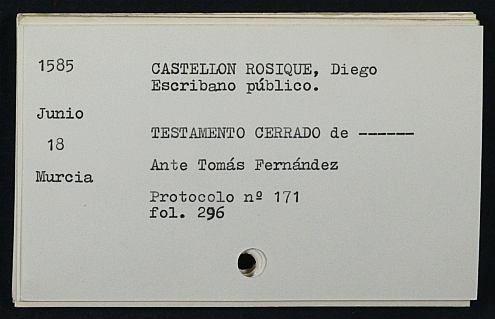 1585
CASTELLON ROSIQUE, Diego
Escribano público.
Junio
18
TESTAMENTO CERRADO de ------
Murcia
Ante Tomás Fernández
Protocolo nº 171
fol. 296